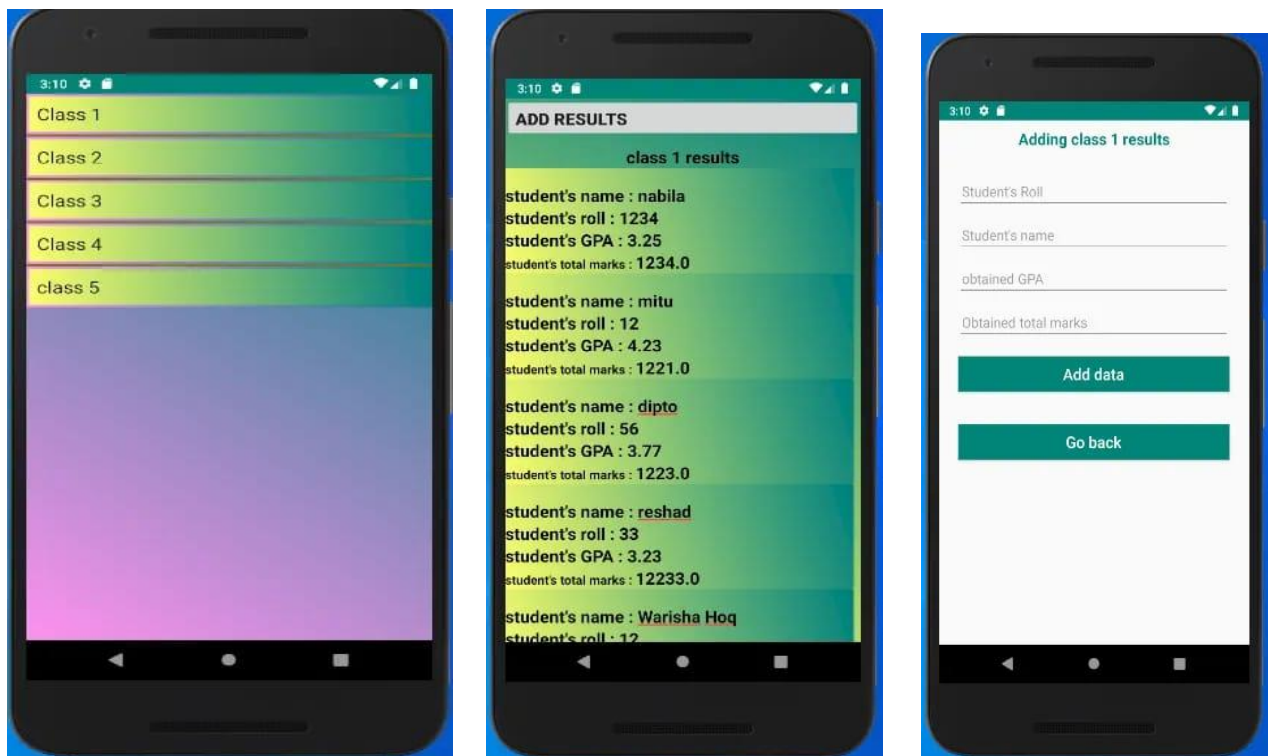 3:10
Class 1
Class 2
Class 3
Class 4
class 5
3:10
ADD RESULTS
class 1 results
student's name : nabila
student's roll : 1234
student's GPA : 3.25
student's total marks : 1234.0
student's name : mitu
student's roll : 12
student's GPA : 4.23
student's total marks : 1221.0
student's name : dipto
student's roll : 56
student's GPA : 3.77
student's total marks : 1223.0
student's name : reshad
student's roll : 33
student's GPA : 3.23
student's total marks : 12233.0
student's name : Warisha Hoq
student's roll : 12
3:10
Adding class 1 results
Student's Roll
Student's name
obtained GPA
Obtained total marks
Add data
Go back